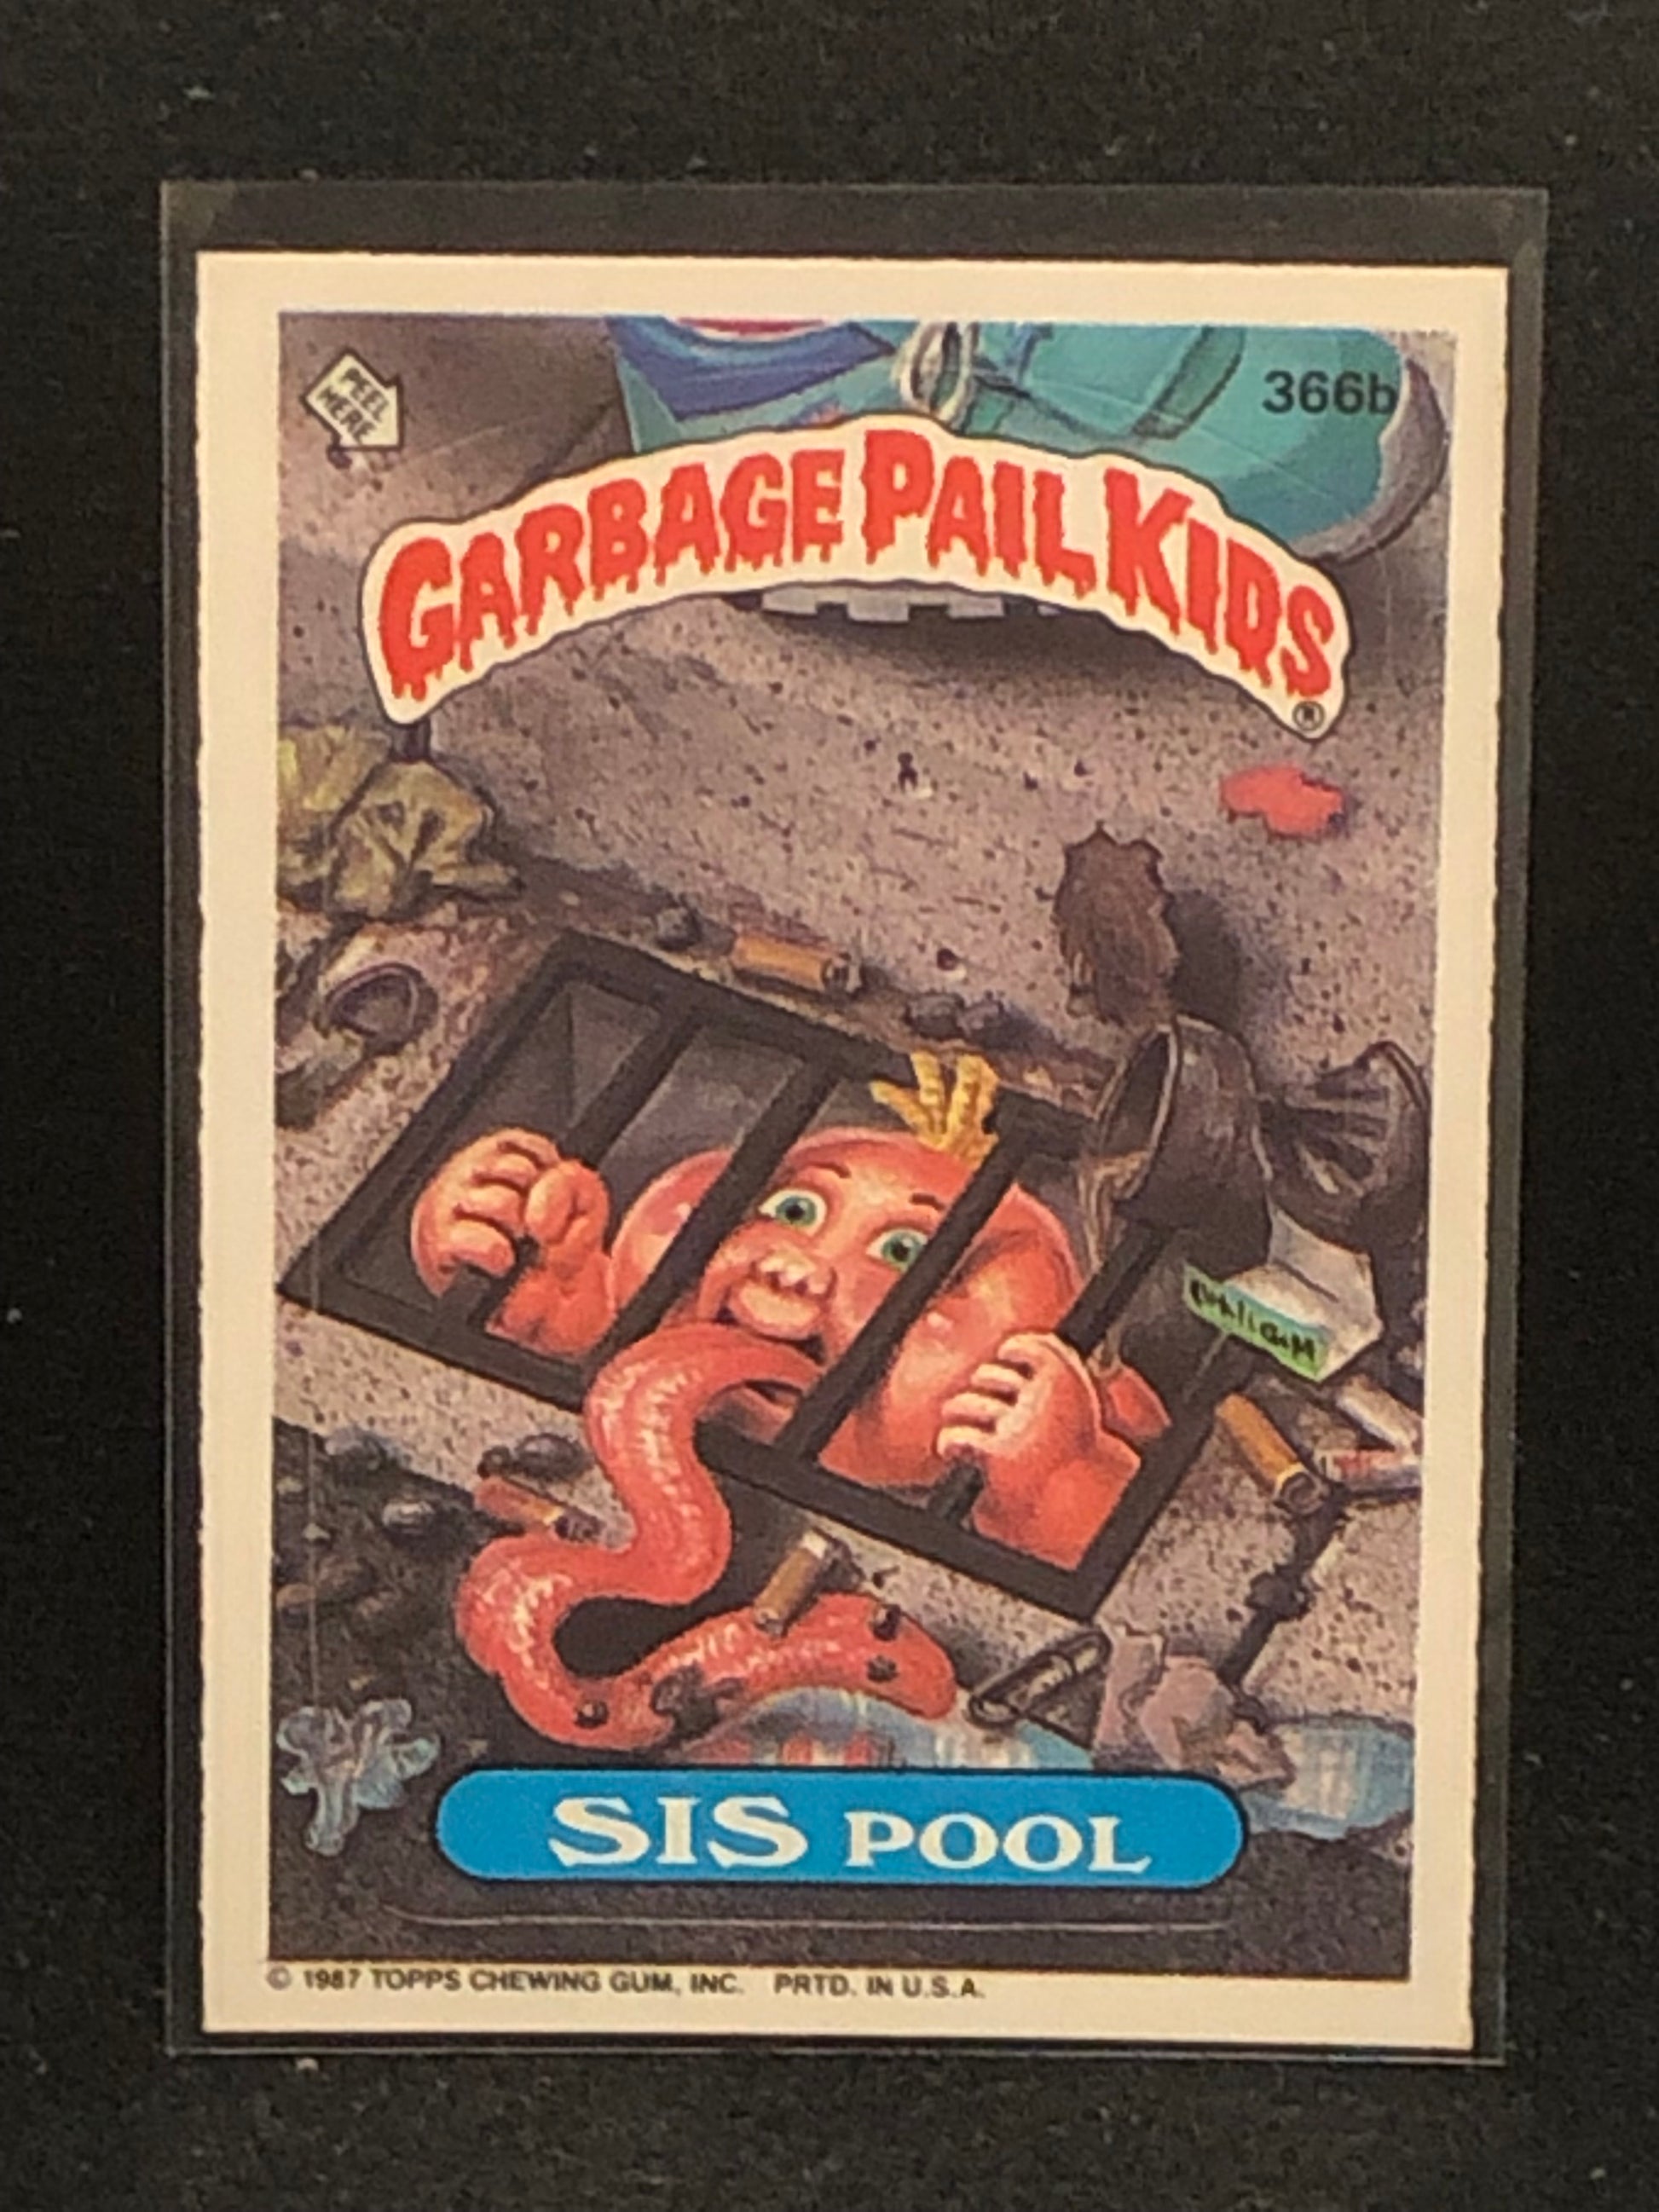 PEEL
HERE
366b
GARBAGE PAIL KIDS
®
SIS POOL
© 1987 TOPPS CHEWING GUM, INC. PRTD. IN U.S.A.